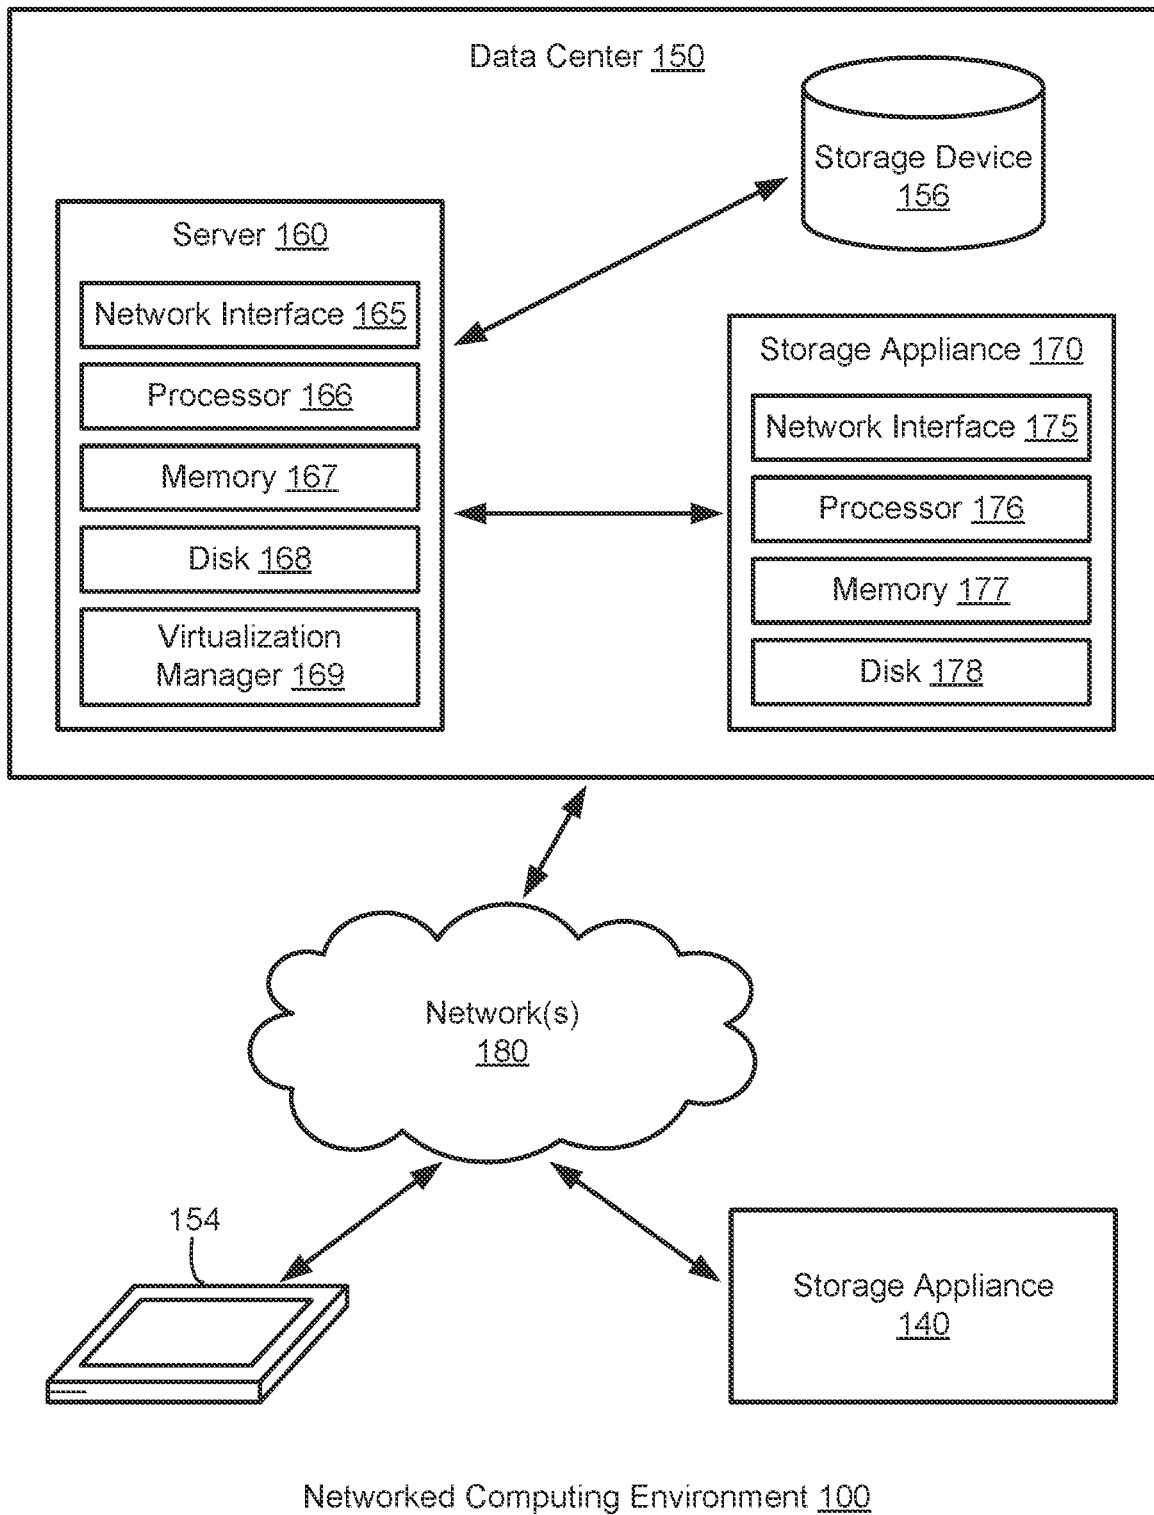 Data Center 150
Storage Device
156
Server 160
Network Interface 165
Processor 166
Memory 167
Disk 168
Virtualization
Manager 169
Storage Appliance 170
Network Interface 175
Processor 176
Memory 177
Disk 178
Network(s)
180
154
Storage Appliance
140
Networked Computing Environment 100